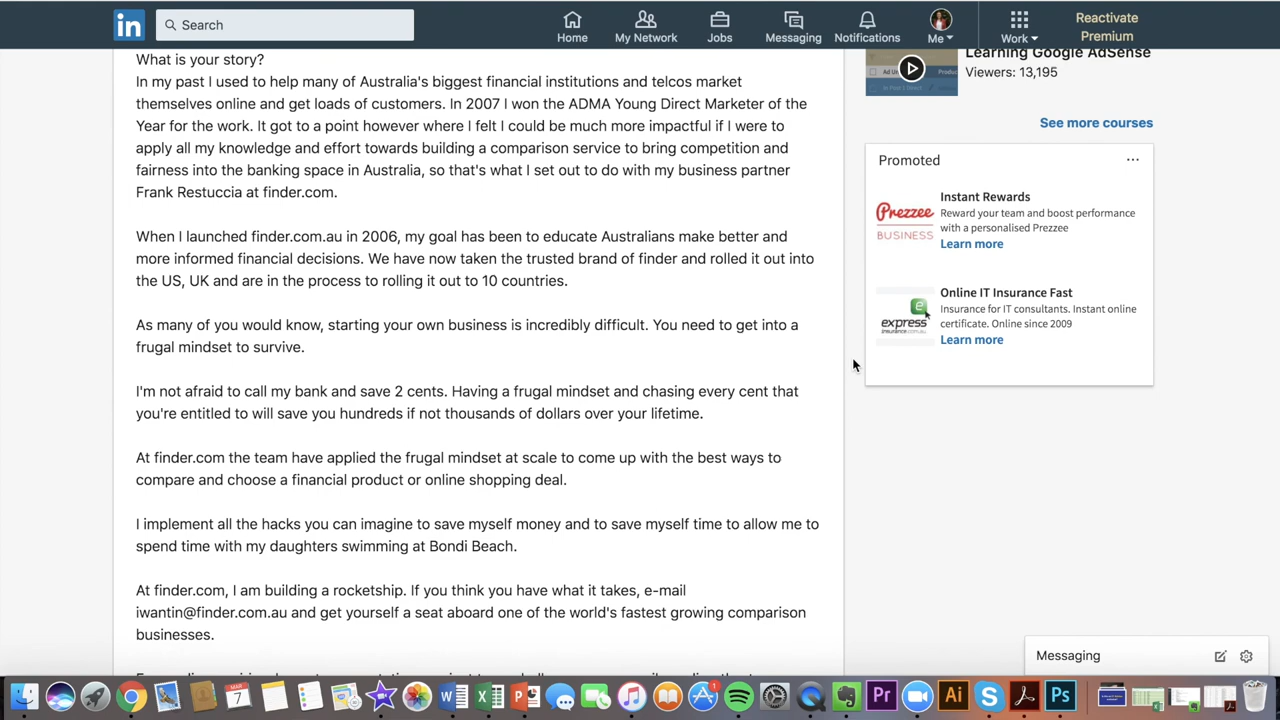 in
Search
Home
My Network
Jobs
Messaging
Notifications
Me
Work
Reactivate
Premium
What is your story?
In my past I used to help many of Australia's biggest financial institutions and telcos market
themselves online and get loads of customers. In 2007 I won the ADMA Young Direct Marketer of the
Year for the work. It got to a point however where I felt I could be much more impactful if I were to
apply all my knowledge and effort towards building a comparison service to bring competition and
fairness into the banking space in Australia, so that's what I set out to do with my business partner
Frank Restuccia at finder.com.
When I launched finder.com.au in 2006, my goal has been to educate Australians make better and
more informed financial decisions. We have now taken the trusted brand of finder and rolled it out into
the US, UK and are in the process to rolling it out to 10 countries.
As many of you would know, starting your own business is incredibly difficult. You need to get into a
frugal mindset to survive.
I'm not afraid to call my bank and save 2 cents. Having a frugal mindset and chasing every cent that
you're entitled to will save you hundreds if not thousands of dollars over your lifetime.
At finder.com the team have applied the frugal mindset at scale to come up with the best ways to
compare and choose a financial product or online shopping deal.
I implement all the hacks you can imagine to save myself money and to save myself time to allow me to
spend time with my daughters swimming at Bondi Beach.
At finder.com, I am building a rocketship. If you think you have what it takes, e-mail
iwantin@finder.com.au and get yourself a seat aboard one of the world's fastest growing comparison
businesses.
Learning Google AdSense
Viewers: 13,195
See more courses
Promoted
Prezzee
BUSINESS
Instant Rewards
Reward your team and boost performance
with a personalised Prezzee
Learn more
express
Online IT Insurance Fast
Insurance for IT consultants. Instant online
certificate. Online since 2009
Learn more
Messaging
MAR
7
W
X
P
Pr
Ai
S
Ps